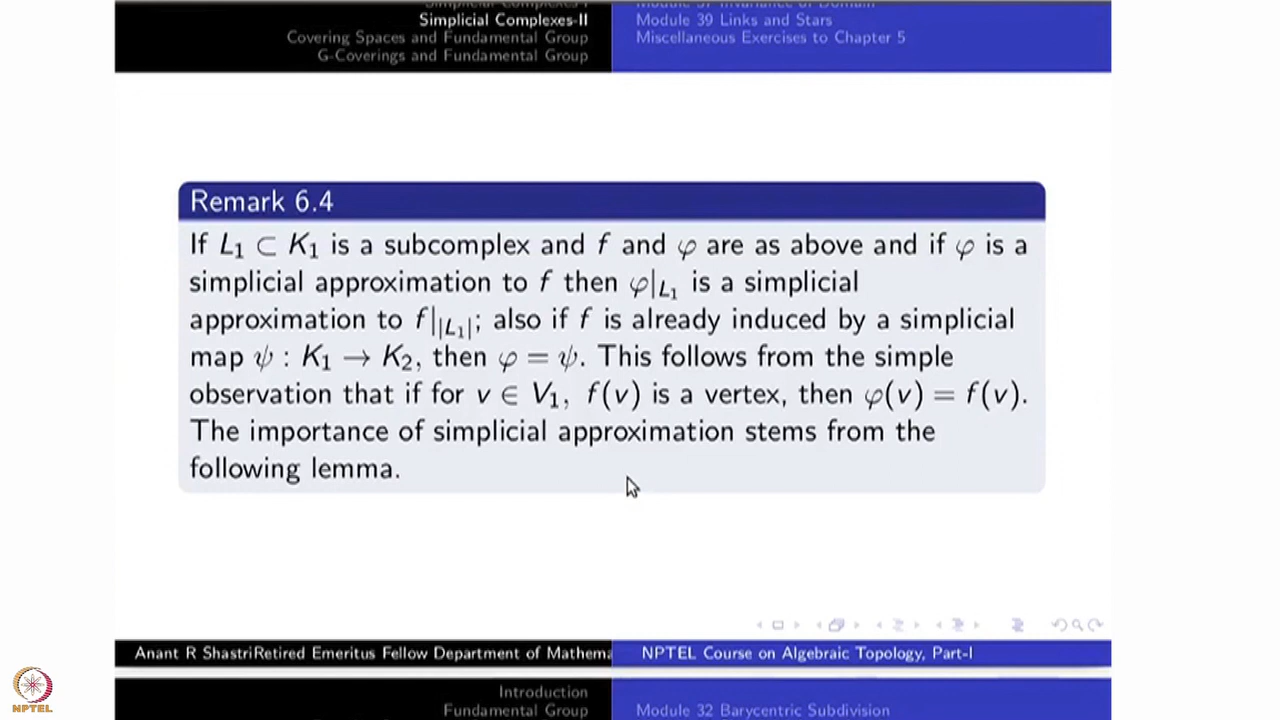 Simplicial Complexes-II
Covering Spaces and Fundamental Group
G-Coverings and Fundamental Group
Module 39 Links and Stars
Miscellaneous Exercises to Chapter 5
Remark 6.4
If L₁ ⊂ K₁ is a subcomplex and f and φ are as above and if φ is a
simplicial approximation to f then φ|_{L₁} is a simplicial
approximation to f|_{|L₁|}; also if f is already induced by a simplicial
map ψ : K₁ → K₂, then φ = ψ. This follows from the simple
observation that if for v ∈ V₁, f(v) is a vertex, then φ(v) = f(v).
The importance of simplicial approximation stems from the
following lemma.
Anant R ShastriRetired Emeritus Fellow Department of Mathema
NPTEL Course on Algebraic Topology, Part-I
Introduction
Fundamental Group
Module 32 Barycentric Subdivision
NPTEL